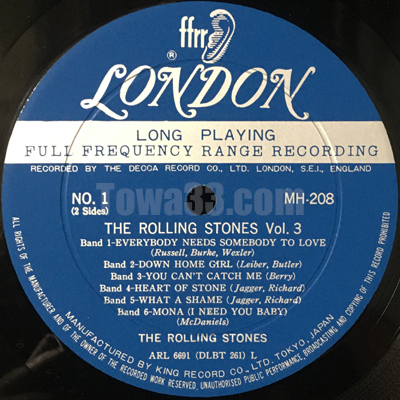 ffrr
® LONDON
LONG PLAYING
FULL FREQUENCY RANGE RECORDING
RECORDED BY THE DECCA RECORD CO., LTD. LONDON, S.E.I., ENGLAND
Towa33.com
NO. 1 MH-208
(2 Sides)
THE ROLLING STONES Vol. 3
Band 1-EVERYBODY NEEDS SOMEBODY TO LOVE
(Russell, Burke, Wexler)
Band 2-DOWN HOME GIRL (Leiber, Butler)
Band 3-YOU CAN'T CATCH ME (Berry)
Band 4-HEART OF STONE (Jagger, Richard)
Band 5-WHAT A SHAME (Jagger, Richard)
Band 6-MONA (I NEED YOU BABY)
(McDaniels)
THE ROLLING STONES
ARL 6691 (DLBT 261) L
MANUFACTURED BY KING RECORD CO., LTD. TOKYO, JAPAN
ALL RIGHTS OF THE MANUFACTURER AND OF THE OWNER OF THE RECORDED WORK RESERVED, UNAUTHORISED PUBLIC PERFORMANCE, BROADCASTING AND COPYING OF THIS RECORD PROHIBITED